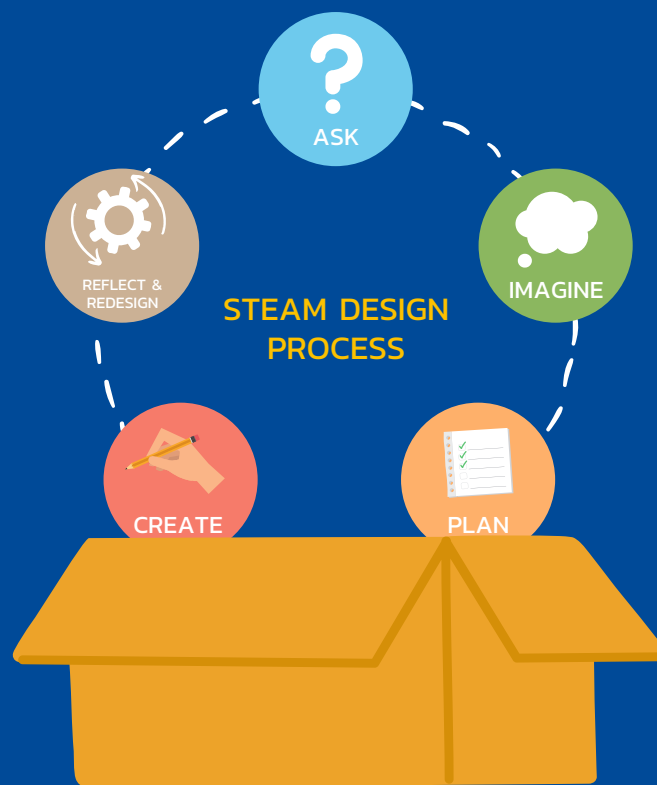 ASK
IMAGINE
REFLECT &
REDESIGN
STEAM DESIGN
PROCESS
CREATE
PLAN